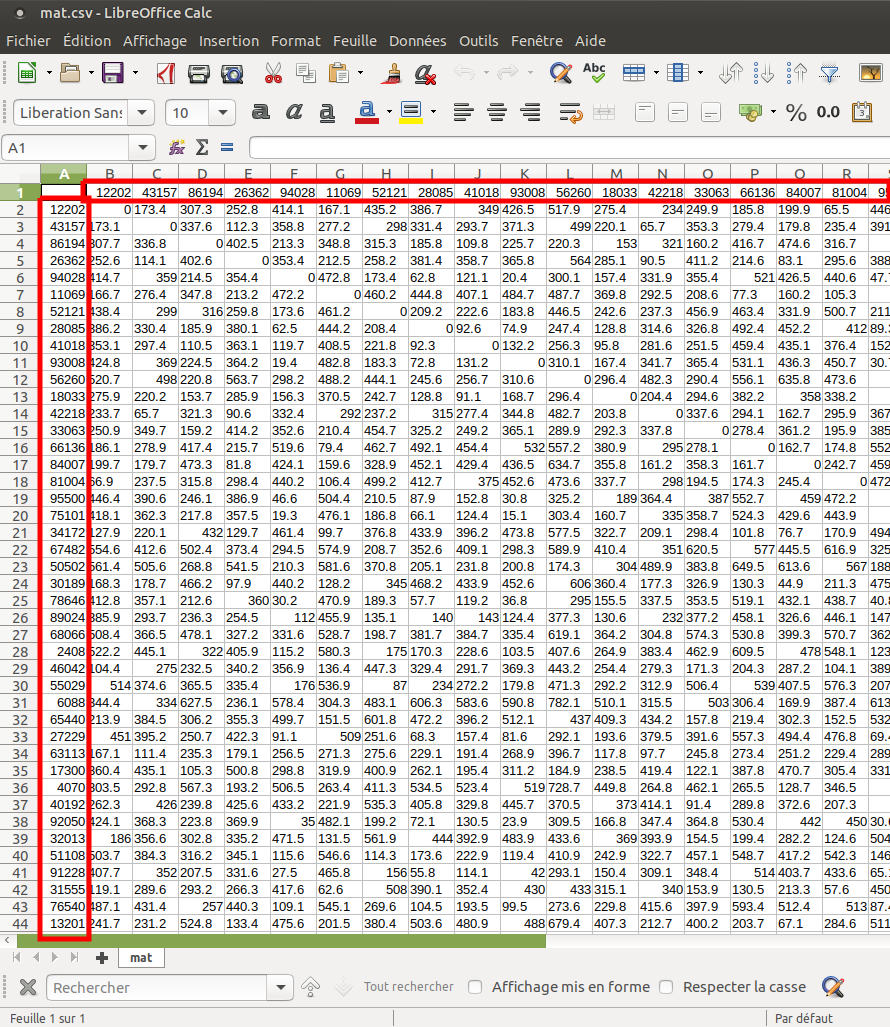 mat.csv - LibreOffice Calc
Fichier Édition Affichage Insertion Format Feuille Données Outils Fenêtre Aide
Abc
Liberation Sans 10 a a a a % 0.0
A1
A B C D E F G H I J K L M N O P Q R
1 12202 43157 86194 26362 94028 11069 52121 28085 41018 93008 56260 18033 42218 33063 66136 84007 81004 95
2 12202 0 173.4 307.3 252.8 414.1 167.1 435.2 386.7 349 426.5 517.9 275.4 234 249.9 185.8 199.9 65.5 446
3 43157 173.1 0 337.6 112.3 358.8 277.2 298 331.4 293.7 371.3 499 220.1 65.7 353.3 279.4 179.8 235.4 391
4 86194 307.7 336.8 0 402.5 213.3 348.8 315.3 185.8 109.8 225.7 220.3 153 321 160.2 416.7 474.6 316.7
5 26362 252.6 114.1 402.6 0 353.4 212.5 258.2 381.4 358.7 365.8 564 285.1 90.5 411.2 214.6 83.1 295.6 388
6 94028 414.7 359 214.5 354.4 0 472.8 173.4 62.8 121.1 20.4 300.1 157.4 331.9 355.4 521 426.5 440.6 47.
7 11069 166.7 276.4 347.8 213.2 472.2 0 460.2 444.8 407.1 484.7 487.7 369.8 292.5 208.6 77.3 160.2 105.3
8 52121 438.4 299 316 259.8 173.6 461.2 0 209.2 222.6 183.8 446.5 242.6 237.3 456.9 463.4 331.9 500.7 211
9 28085 386.2 330.4 185.9 380.1 62.5 444.2 208.4 0 92.6 74.9 247.4 128.8 314.6 326.8 492.4 452.2 412 89.
10 41018 353.1 297.4 110.5 363.1 119.7 408.5 221.8 92.3 0 132.2 256.3 95.8 281.6 251.5 459.4 435.1 376.4 152
11 93008 424.8 369 224.5 364.2 19.4 482.8 183.3 72.8 131.2 0 310.1 167.4 341.7 365.4 531.1 436.3 450.7 30.
12 56260 520.7 498 220.8 563.7 298.2 488.2 444.1 245.6 256.7 310.6 0 296.4 482.3 290.4 556.1 635.8 473.6
13 18033 275.9 220.2 153.7 285.9 156.3 370.5 242.7 128.8 91.1 168.7 296.4 0 204.4 294.6 382.2 358 338.2
14 42218 233.7 65.7 321.3 90.6 332.4 292 237.2 315 277.4 344.8 482.7 203.8 0 337.6 294.1 162.7 295.9 367
15 33063 250.9 349.7 159.2 414.2 352.6 210.4 454.7 325.2 249.2 365.1 289.9 292.3 337.8 0 278.4 361.2 195.9 385
16 66136 186.1 278.9 417.4 215.7 519.6 79.4 462.7 492.1 454.4 532 557.2 380.9 295 278.1 0 162.7 174.8 552
17 84007 199.7 179.7 473.3 81.8 424.1 159.6 328.9 452.1 429.4 436.5 634.7 355.8 161.2 358.3 161.7 0 242.7 459
18 81004 66.9 237.5 315.8 298.4 440.2 106.4 499.2 412.7 375 452.6 473.6 337.7 298 194.5 174.3 245.4 0 472
19 95500 446.4 390.6 246.1 386.9 46.6 504.4 210.5 87.9 152.8 30.8 325.2 189 364.4 387 552.7 459 472.2
20 75101 418.1 362.3 217.8 357.5 19.3 476.1 186.8 66.1 124.4 15.1 303.4 160.7 335 358.7 524.3 429.6 443.9
21 34172 127.9 220.1 432 129.7 461.4 99.7 376.8 433.9 396.2 473.8 577.5 322.7 209.1 298.4 101.8 76.7 170.9 494
22 67482 554.6 412.6 502.4 373.4 294.5 574.9 208.7 352.6 409.1 298.3 589.9 410.4 351 620.5 577 445.5 616.9 325
23 50502 561.4 505.6 268.8 541.5 210.3 581.6 370.8 205.1 231.8 200.8 174.3 304 489.9 383.8 649.5 613.6 567 188
24 30189 168.3 178.7 466.2 97.9 440.2 128.2 345 468.2 433.9 452.6 606 360.4 177.3 326.9 130.3 44.9 211.3 475
25 78646 412.8 357.1 212.6 360 30.2 470.9 189.3 57.7 119.2 36.8 295 155.5 337.5 353.5 519.1 432.1 438.7 40.
26 89024 385.9 293.7 236.3 254.5 112 455.9 135.1 140 143 124.4 377.3 130.6 232 377.2 458.1 326.6 446.1 147
27 68066 508.4 366.5 478.1 327.2 331.6 528.7 198.7 381.7 384.7 335.4 619.1 364.2 304.8 574.3 530.8 399.3 570.7 362
28 2408 522.2 445.1 322 405.9 115.2 580.3 175 170.3 228.6 103.5 407.6 264.9 383.4 462.9 609.5 478 548.1 123
29 46042 104.4 275 232.5 340.2 356.9 136.4 447.3 329.4 291.7 369.3 443.2 254.4 279.3 171.3 204.3 287.2 104.1 389
30 55029 514 374.6 365.5 335.4 176 536.9 87 234 272.2 179.8 471.3 292.2 312.9 506.4 539 407.5 576.3 207
31 6088 344.4 334 627.5 236.1 578.4 304.3 483.1 606.3 583.6 590.8 782.1 510.1 315.5 503 306.4 169.9 387.4 613
32 65440 213.9 384.5 306.2 355.3 499.7 151.5 601.8 472.2 396.2 512.1 437 409.3 434.2 157.8 219.4 302.3 152.5 532
33 27229 451 395.2 250.7 422.3 91.1 509 251.6 68.3 157.4 81.6 292.1 193.6 379.5 391.6 557.3 494.4 476.8 69.
34 63113 167.1 111.4 235.3 179.1 256.5 271.3 275.6 229.1 191.4 268.9 396.7 117.8 97.7 245.8 273.4 251.2 229.4 289
35 17300 360.4 435.1 105.3 500.8 298.8 319.9 400.9 262.1 195.4 311.2 184.9 238.5 419.4 122.1 387.8 470.7 305.4 331
36 4070 303.5 292.8 567.3 193.2 506.5 263.4 411.3 534.5 523.4 519 728.7 449.8 264.8 462.1 265.5 128.7 346.5
37 40192 262.3 426 239.8 425.6 433.2 221.9 535.3 405.8 329.8 445.7 370.5 373 414.1 91.4 289.8 372.6 207.3
38 92050 424.1 368.3 223.8 369.9 35 482.1 199.2 72.1 130.5 23.9 309.5 166.8 347.4 364.8 530.4 442 450 30.
39 32013 186 356.6 302.8 335.2 471.5 131.5 561.9 444 392.9 483.9 433.6 369 393.9 154.5 199.4 282.2 124.6 504
40 51108 503.7 384.3 316.2 345.1 115.6 546.6 114.3 173.6 222.9 119.4 410.9 242.9 322.7 457.1 548.7 417.2 542.3 146
41 91228 407.7 352 207.5 331.6 27.5 465.8 156 55.8 114.1 42 293.1 150.4 309.1 348.4 514 403.7 433.6 65.
42 31555 119.1 289.6 293.2 266.3 417.6 62.6 508 390.1 352.4 430 433 315.1 340 153.9 130.5 213.3 57.6 450
43 76540 487.1 431.4 257 440.3 109.1 545.1 269.6 104.5 193.5 99.5 273.6 229.8 415.6 397.9 593.4 512.4 513 87.
44 13201 241.7 231.2 524.8 133.4 475.6 201.5 380.4 503.6 480.9 488 679.4 407.3 212.7 400.2 203.7 67.1 284.6 511
mat
Rechercher Tout rechercher Affichage mis en forme Respecter la casse
Feuille 1 sur 1 Par défaut